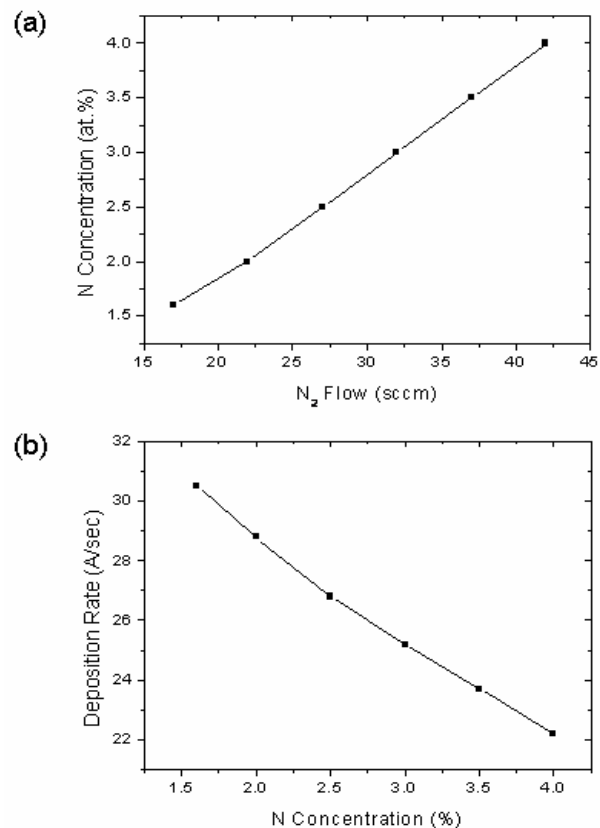 (a)
4.0
3.5
3.0
2.5
2.0
1.5
N Concentration (at.%)
15 20 25 30 35 40 45
N₂ Flow (sccm)
(b)
32
30
28
26
24
22
Deposition Rate (A/sec)
1.5 2.0 2.5 3.0 3.5 4.0
N Concentration (%)